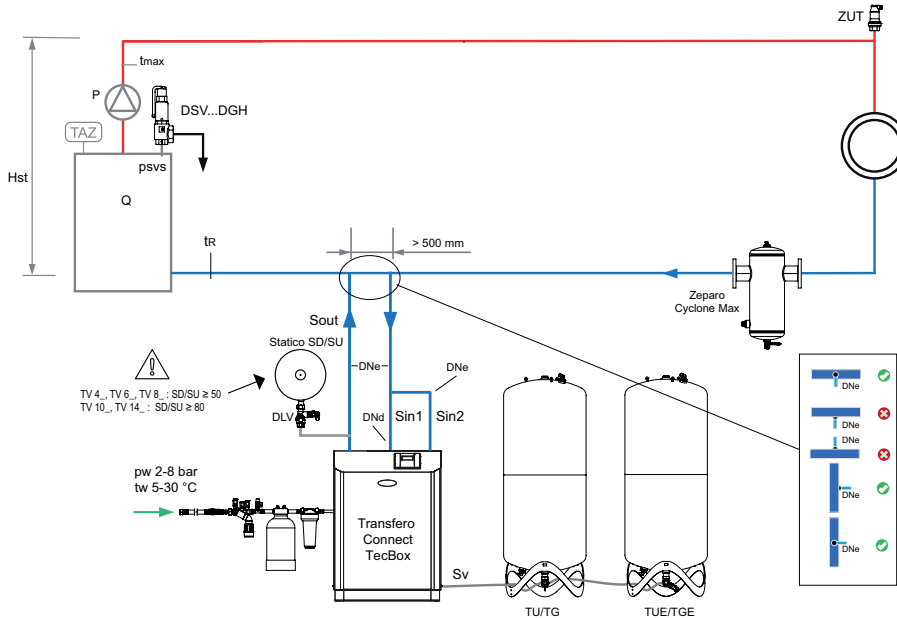 ZUT
tmax
P
DSV...DGH
TAZ
psvs
Hst
Q
tR
> 500 mm
Zeparo
Cyclone Max
Sout
Statico SD/SU
DNe
DNe
TV 4_, TV 6_, TV 8_ : SD/SU ≥ 50
TV 10_, TV 14_ : SD/SU ≥ 80
DLV
DNd
Sin1
Sin2
pw 2-8 bar
tw 5-30 °C
Transfero
Connect
TecBox
Sv
TU/TG
TUE/TGE
DNe
DNe
DNe
DNe
DNe